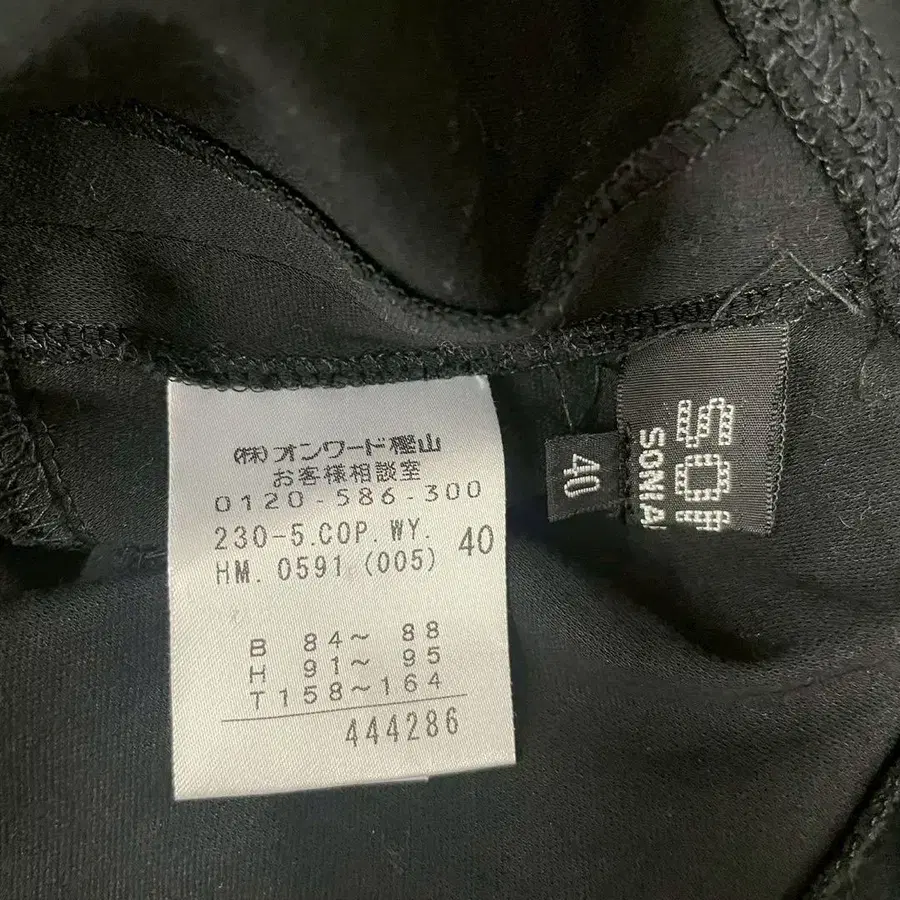 (株)オンワード樫山
お客様相談室
0120-586-300
230-5.COP.WY.
HM.0591 (005)
40
B 84~ 88
H 91~ 95
T158~164
444286
40
SONIA